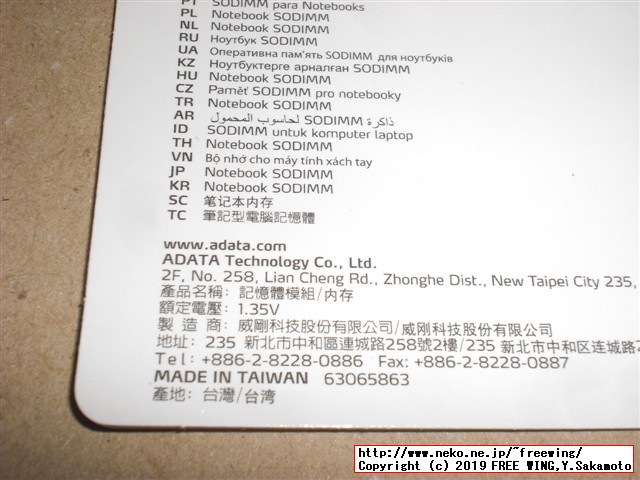 PT SODIMM para Notebooks
PL Notebook SODIMM
NL Notebook SODIMM
RU Ноутбук SODIMM
UA Оперативна пам'ять SODIMM для ноутбуків
KZ Ноутбуктерге арналған SODIMM
HU Notebook SODIMM
CZ Paměť SODIMM pro notebooky
TR Notebook SODIMM
AR ذاكرة SODIMM لحاسوب المحمول
ID SODIMM untuk komputer laptop
TH Notebook SODIMM
VN Bộ nhớ cho máy tính xách tay
JP Notebook SODIMM
KR Notebook SODIMM
SC 笔记本内存
TC 筆記型電腦記憶體
www.adata.com
ADATA Technology Co., Ltd.
2F, No. 258, Lian Cheng Rd., Zhonghe Dist., New Taipei City 235,
產品名稱: 記憶體模組/内存
額定電壓: 1.35V
製造商: 威剛科技股份有限公司/威刚科技股份有限公司
地址: 235 新北市中和區連城路258號2樓/235 新北市中和区连城路
Tel: +886-2-8228-0886 Fax: +886-2-8228-0887
MADE IN TAIWAN 63065863
產地: 台灣/台湾
http://www.neko.ne.jp/~freewing/
Copyright (c) 2019 FREE WING,Y.Sakamoto